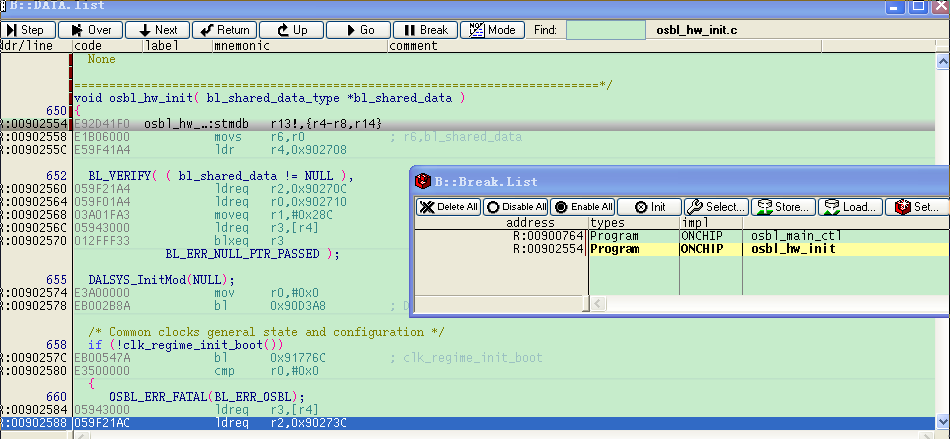 B::DATA.List
Step Over Next Return Up Go Break Mode Find: osbl_hw_init.c
ddr/line code label mnemonic comment
None
===========================================================================*/
void osbl_hw_init( bl_shared_data_type *bl_shared_data )
650 {
R:00902554 E92D41F0 osbl_hw_..:stmdb r13!,{r4-r8,r14}
R:00902558 E1B06000 movs r6,r0 ; r6,bl_shared_data
R:0090255C E59F41A4 ldr r4,0x902708
652 BL_VERIFY( ( bl_shared_data != NULL ),
R:00902560 059F21A4 ldreq r2,0x90270C
R:00902564 059F01A4 ldreq r0,0x902710
R:00902568 03A01FA3 moveq r1,#0x28C
R:0090256C 05943000 ldreq r3,[r4]
R:00902570 012FFF33 blxeq r3
BL_ERR_NULL_PTR_PASSED );
655 DALSYS_InitMod(NULL);
R:00902574 E3A00000 mov r0,#0x0
R:00902578 EB002B8A bl 0x90D3A8 ; D
/* Common clocks general state and configuration */
658 if (!clk_regime_init_boot())
R:0090257C EB00547A bl 0x91776C ; clk_regime_init_boot
R:00902580 E3500000 cmp r0,#0x0
{
660 OSBL_ERR_FATAL(BL_ERR_OSBL);
R:00902584 05943000 ldreq r3,[r4]
R:00902588 059F21AC ldreq r2,0x90273C
B::Break.List
Delete All Disable All Enable All Init Select... Store... Load... Set...
address types impl
R:00900764 Program ONCHIP osbl_main_ctl
R:00902554 Program ONCHIP osbl_hw_init